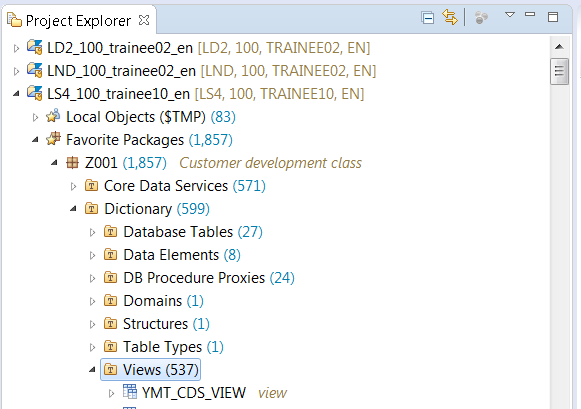 Project Explorer
LD2_100_trainee02_en [LD2, 100, TRAINEE02, EN]
LND_100_trainee02_en [LND, 100, TRAINEE02, EN]
LS4_100_trainee10_en [LS4, 100, TRAINEE10, EN]
Local Objects ($TMP) (83)
Favorite Packages (1,857)
Z001 (1,857) Customer development class
Core Data Services (571)
Dictionary (599)
Database Tables (27)
Data Elements (8)
DB Procedure Proxies (24)
Domains (1)
Structures (1)
Table Types (1)
Views (537)
YMT_CDS_VIEW view